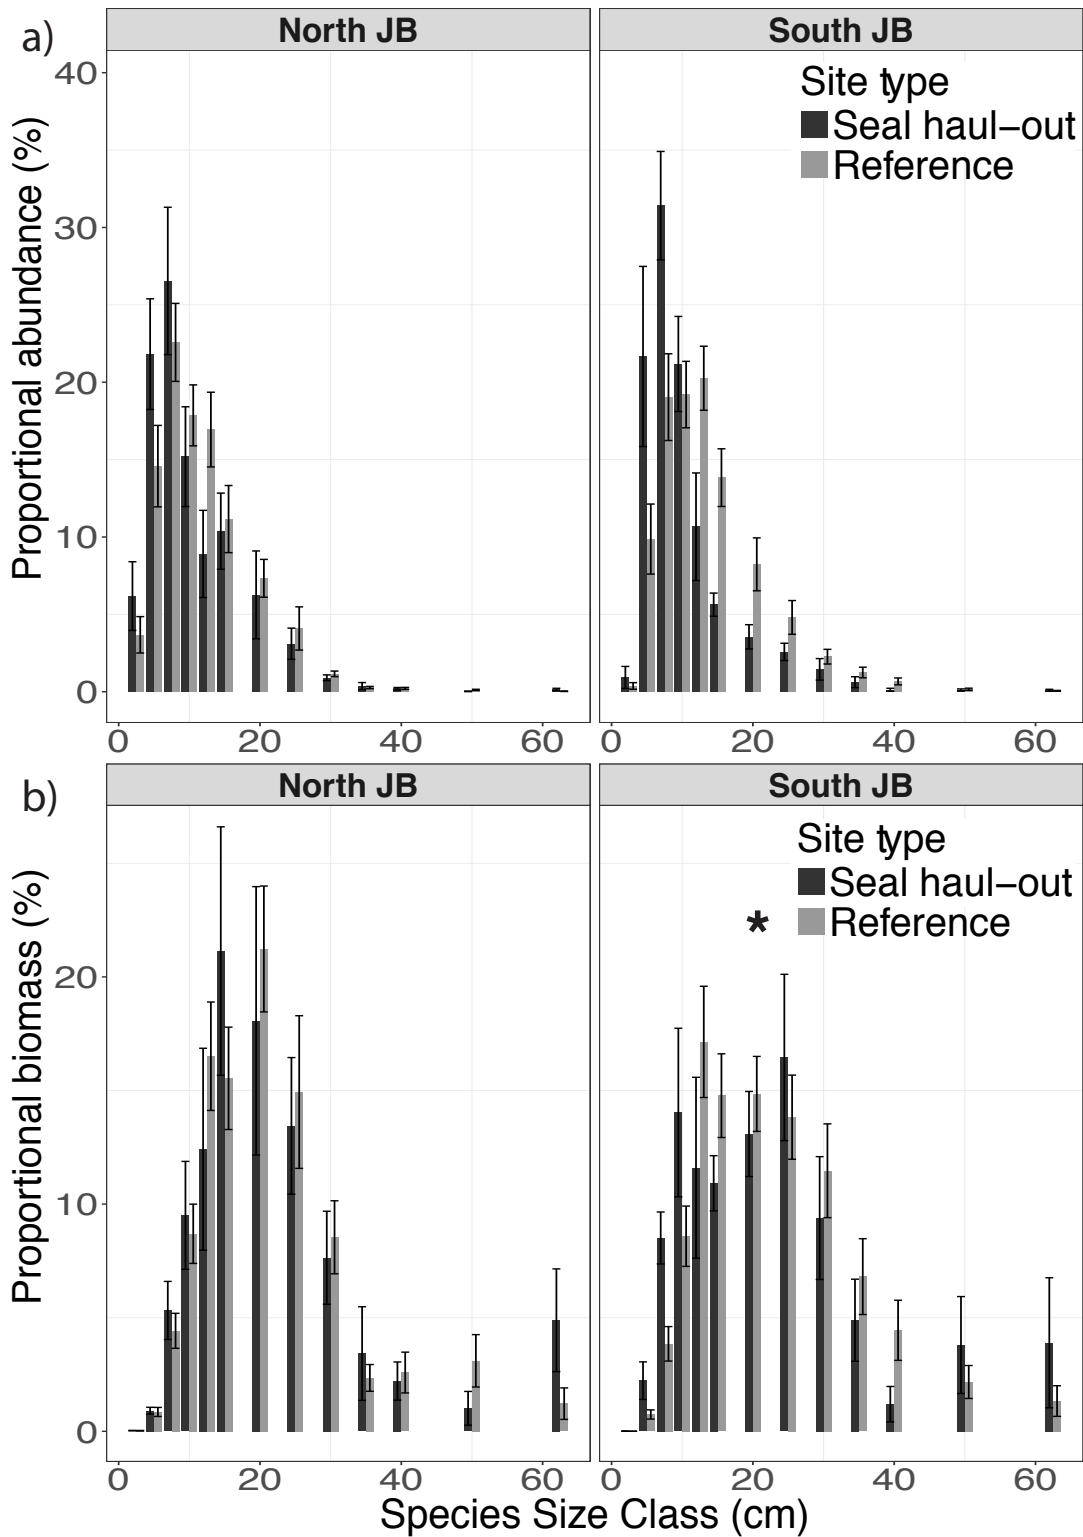 a)
North JB
South JB
Proportional abundance (%)
40
30
20
10
0
Site type
Seal haul-out
Reference
0 20 40 60
0 20 40 60
b)
North JB
South JB
Proportional biomass (%)
20
10
0
Site type
Seal haul-out
* Reference
0 20 40 60
0 20 40 60
Species Size Class (cm)